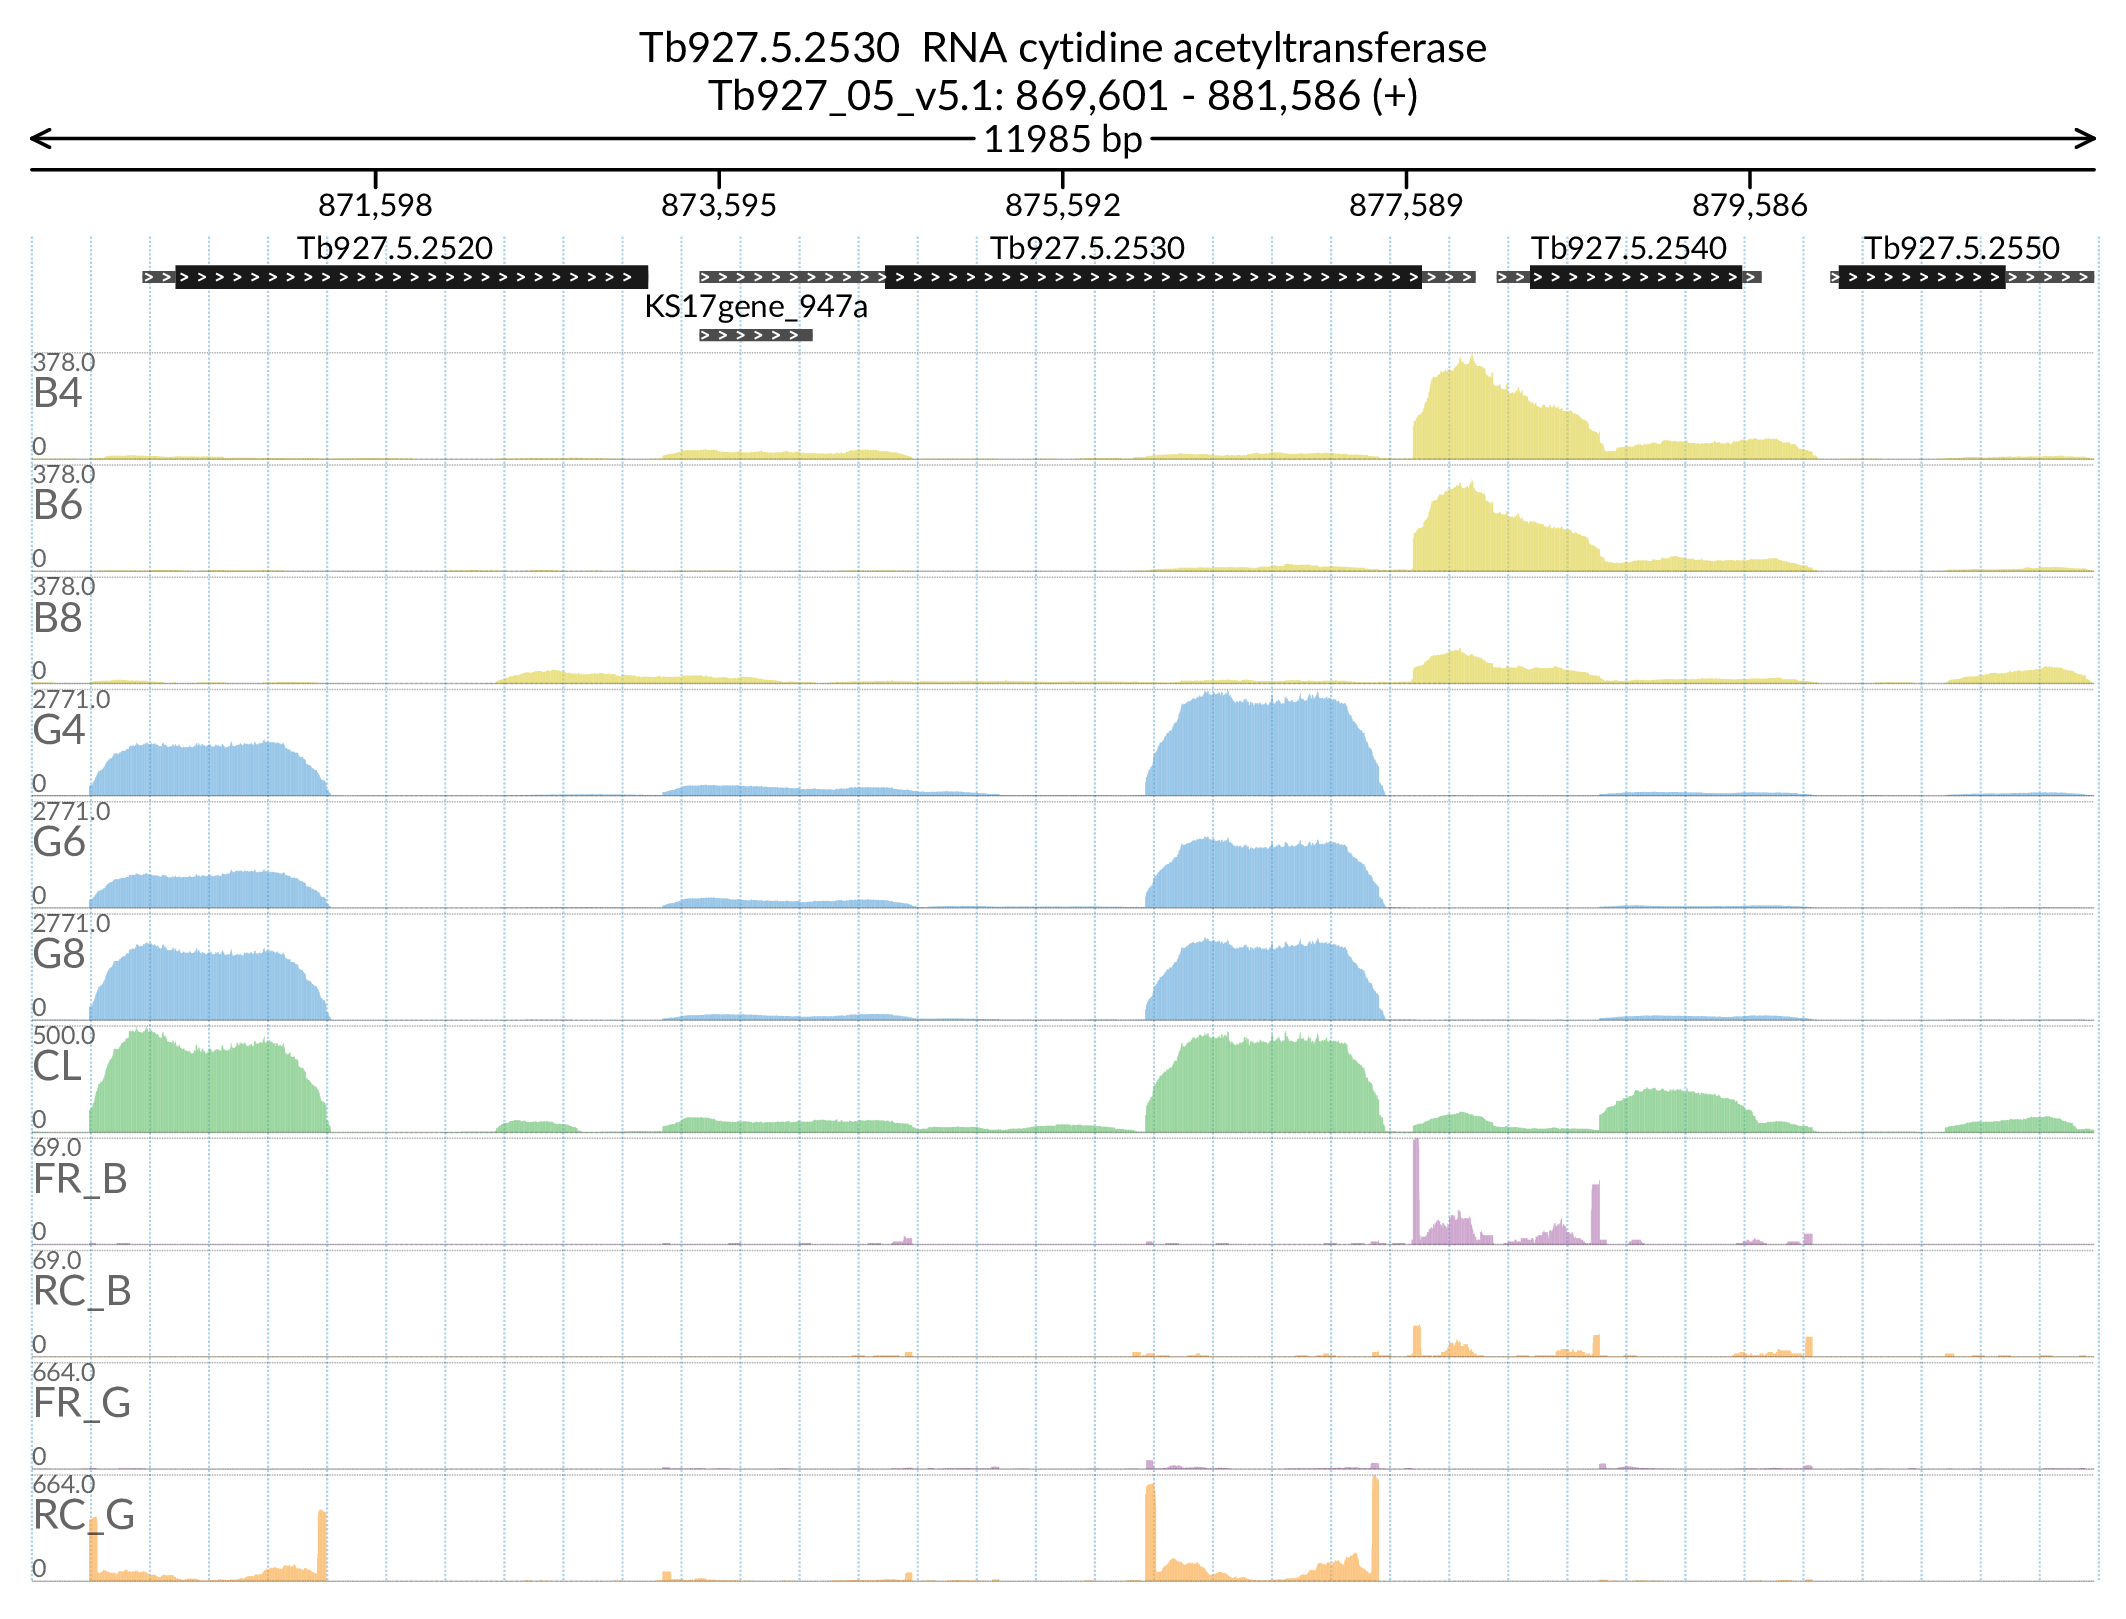 Tb927.5.2530  RNA cytidine acetyltransferase
Tb927_05_v5.1: 869,601 - 881,586 (+)
11985 bp
871,598 873,595 875,592 877,589 879,586
Tb927.5.2520 Tb927.5.2530 Tb927.5.2540 Tb927.5.2550
KS17gene_947a
378.0
B4
0
378.0
B6
0
378.0
B8
0
2771.0
G4
0
2771.0
G6
0
2771.0
G8
0
500.0
CL
0
69.0
FR_B
0
69.0
RC_B
0
664.0
FR_G
0
664.0
RC_G
0